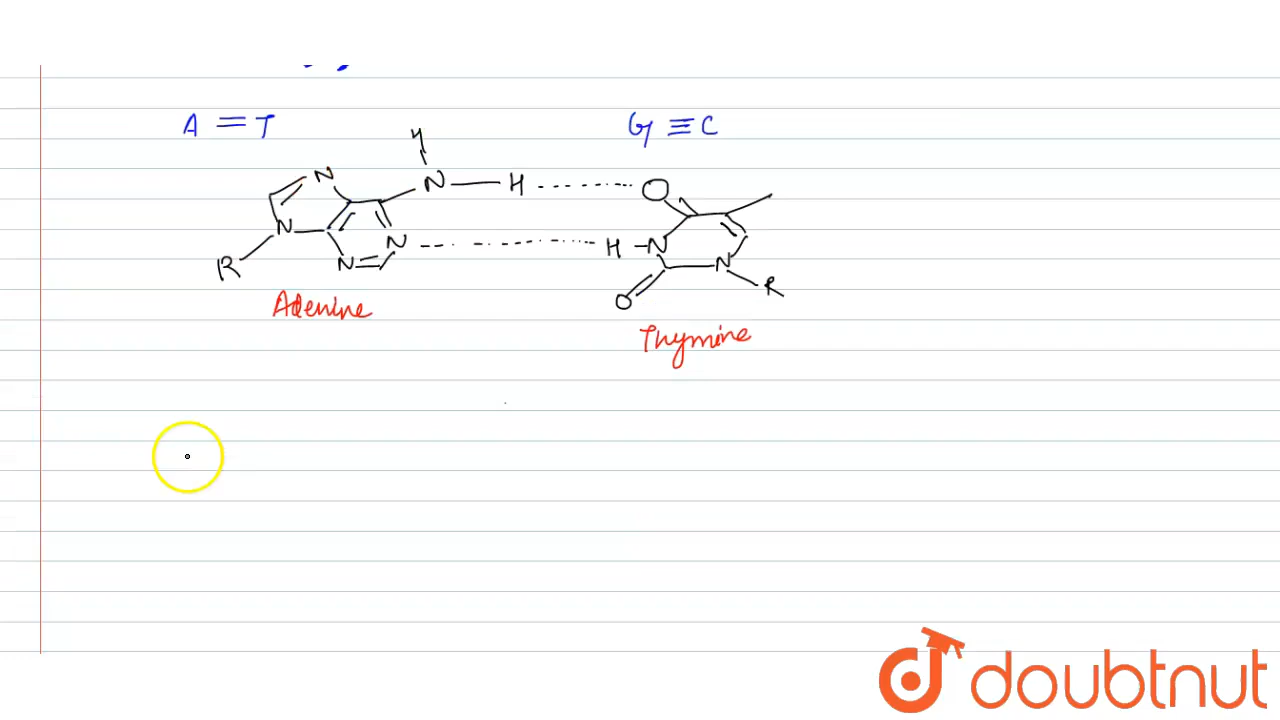 A = T
G ≡ C
H
N
N H O
N N H N
R N N
O R
Adenine
Thymine
doubtnut